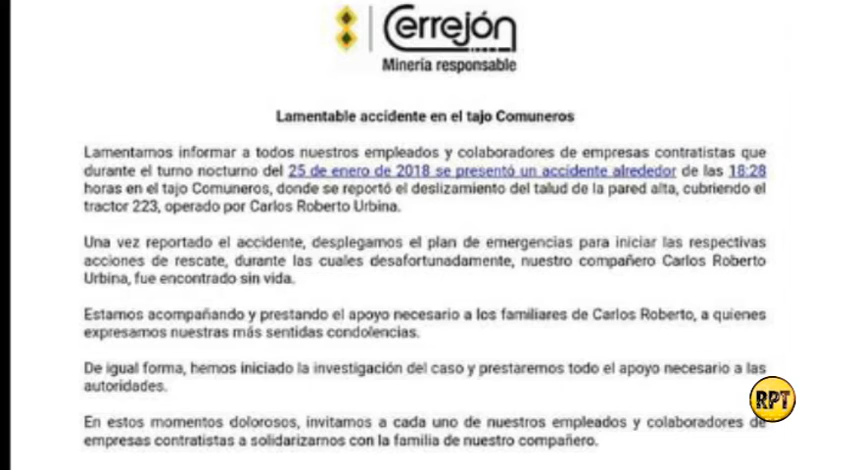 Cerrejón
Minería responsable
Lamentable accidente en el tajo Comuneros
Lamentamos informar a todos nuestros empleados y colaboradores de empresas contratistas que
durante el turno nocturno del 25 de enero de 2018 se presentó un accidente alrededor de las 18:28
horas en el tajo Comuneros, donde se reportó el deslizamiento del talud de la pared alta, cubriendo el
tractor 223, operado por Carlos Roberto Urbina.
Una vez reportado el accidente, desplegamos el plan de emergencias para iniciar las respectivas
acciones de rescate, durante las cuales desafortunadamente, nuestro compañero Carlos Roberto
Urbina, fue encontrado sin vida.
Estamos acompañando y prestando el apoyo necesario a los familiares de Carlos Roberto, a quienes
expresamos nuestras más sentidas condolencias.
De igual forma, hemos iniciado la investigación del caso y prestaremos todo el apoyo necesario a las
autoridades.
RPT
En estos momentos dolorosos, invitamos a cada uno de nuestros empleados y colaboradores de
empresas contratistas a solidarizarnos con la familia de nuestro compañero.